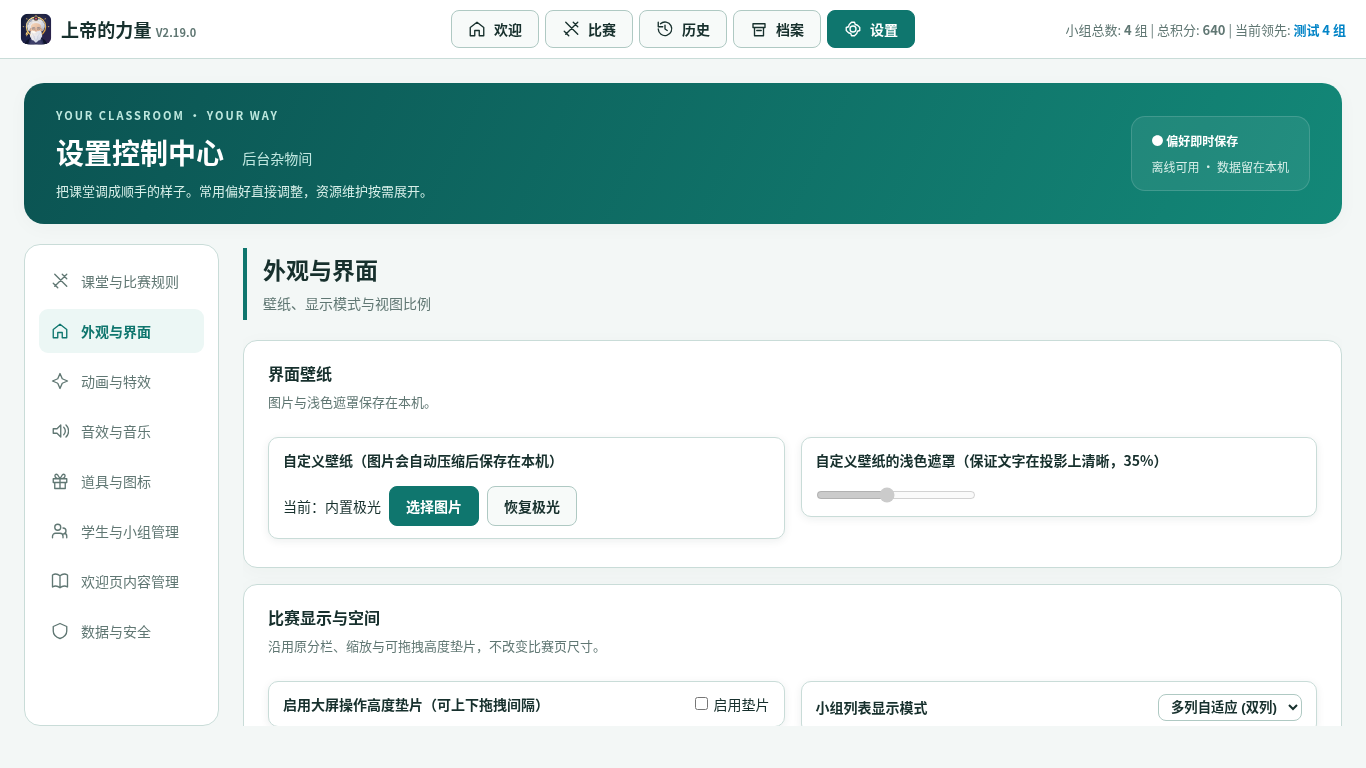 上帝的力量 V2.19.0
欢迎
比赛
历史
档案
设置
小组总数: 4 组 | 总积分: 640 | 当前领先: 测试 4 组
YOUR CLASSROOM • YOUR WAY
设置控制中心 后台杂物间
把课堂调成顺手的样子。常用偏好直接调整，资源维护按需展开。
偏好即时保存
离线可用 • 数据留在本机
课堂与比赛规则
外观与界面
动画与特效
音效与音乐
道具与图标
学生与小组管理
欢迎页内容管理
数据与安全
外观与界面
壁纸、显示模式与视图比例
界面壁纸
图片与浅色遮罩保存在本机。
自定义壁纸（图片会自动压缩后保存在本机）
当前：内置极光 选择图片 恢复极光
自定义壁纸的浅色遮罩（保证文字在投影上清晰，35%）
比赛显示与空间
沿用原分栏、缩放与可拖拽高度垫片，不改变比赛页尺寸。
启用大屏操作高度垫片（可上下拖拽间隔） 启用垫片
小组列表显示模式 多列自适应 (双列)